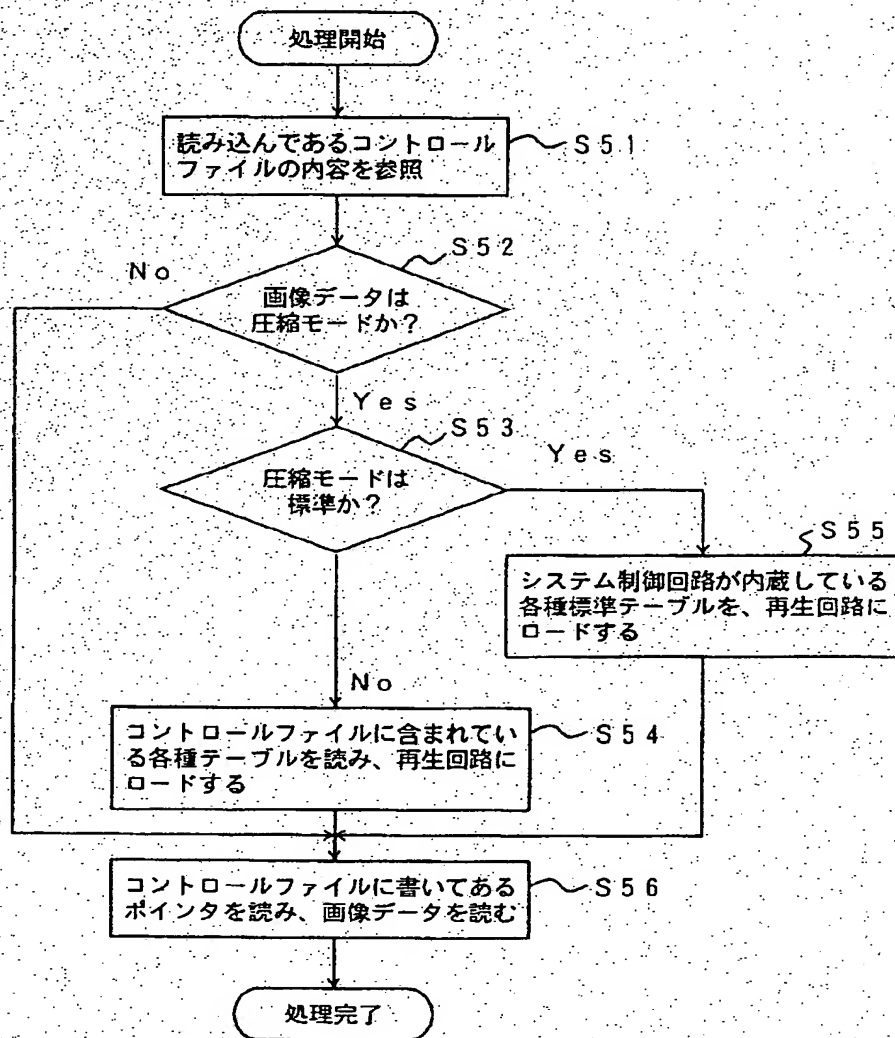 処理開始
読み込んであるコントロール
ファイルの内容を参照
S51
S52
No
画像データは
圧縮モードか？
Yes
S53
圧縮モードは
標準か？
Yes
S55
システム制御回路が内蔵している
各種標準テーブルを、再生回路に
ロードする
No
コントロールファイルに含まれてい
る各種テーブルを読み、再生回路に
ロードする
S54
コントロールファイルに書いてある
ポインタを読み、画像データを読む
S56
処理完了